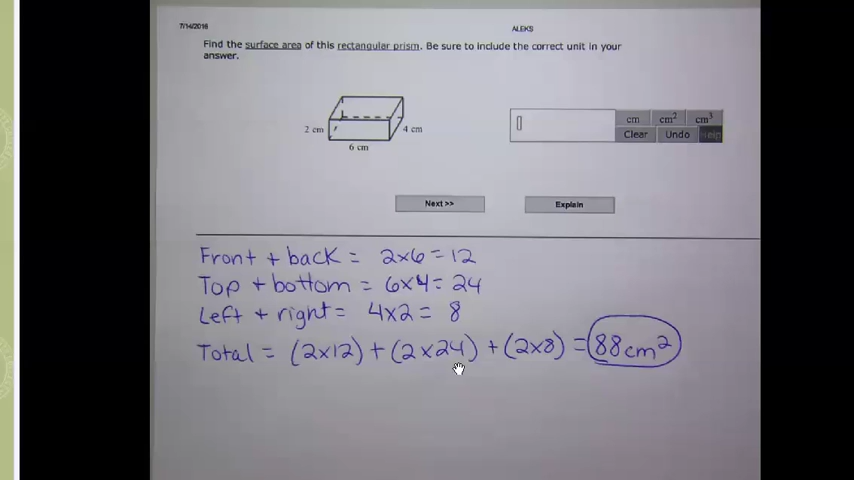 7/14/2016
ALEKS
Find the surface area of this rectangular prism. Be sure to include the correct unit in your
answer.
2 cm
4 cm
6 cm
cm cm² cm³
Clear Undo Help
Next >> Explain
Front + back = 2x6 = 12
Top + bottom = 6x4 = 24
Left + right = 4x2 = 8
Total = (2x12) + (2x24) + (2x8) = 88cm²